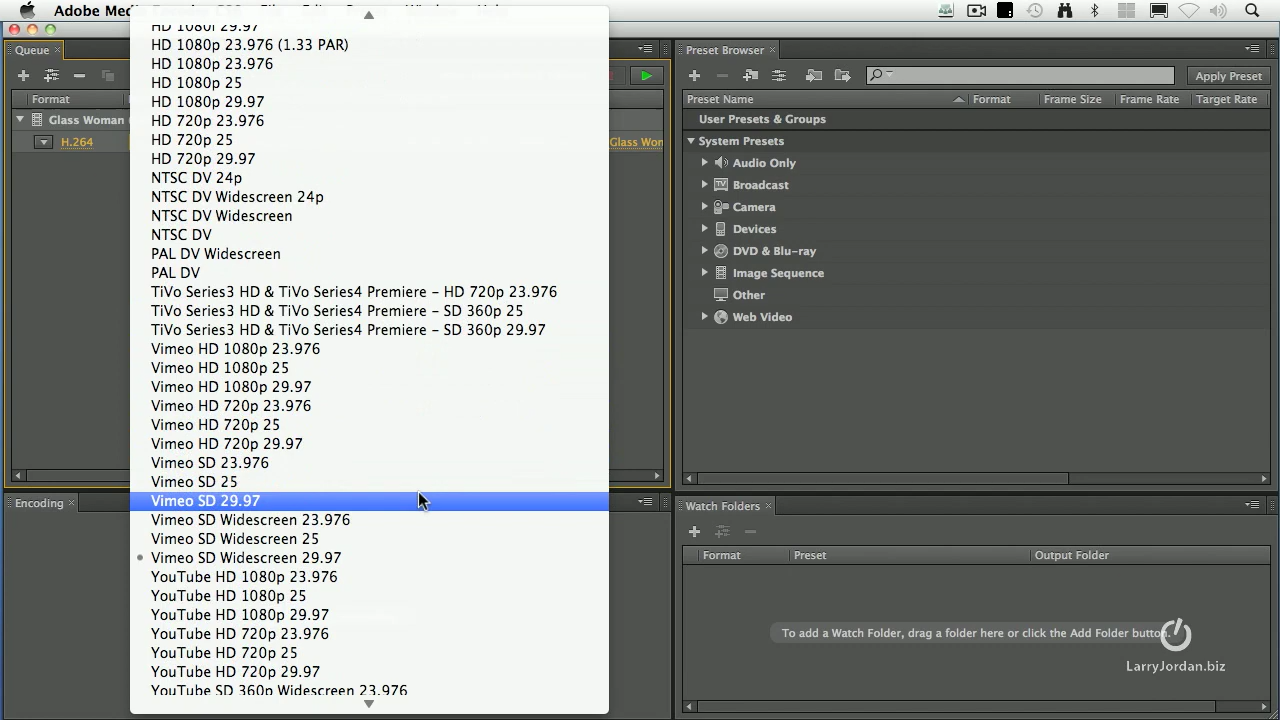 Adobe Me
Queue
Format
Glass Woman (
H.264
Glass Wom
HD 1080i 29.97
HD 1080p 23.976 (1.33 PAR)
HD 1080p 23.976
HD 1080p 25
HD 1080p 29.97
HD 720p 23.976
HD 720p 25
HD 720p 29.97
NTSC DV 24p
NTSC DV Widescreen 24p
NTSC DV Widescreen
NTSC DV
PAL DV Widescreen
PAL DV
TiVo Series3 HD & TiVo Series4 Premiere – HD 720p 23.976
TiVo Series3 HD & TiVo Series4 Premiere – SD 360p 25
TiVo Series3 HD & TiVo Series4 Premiere – SD 360p 29.97
Vimeo HD 1080p 23.976
Vimeo HD 1080p 25
Vimeo HD 1080p 29.97
Vimeo HD 720p 23.976
Vimeo HD 720p 25
Vimeo HD 720p 29.97
Vimeo SD 23.976
Vimeo SD 25
Vimeo SD 29.97
Vimeo SD Widescreen 23.976
Vimeo SD Widescreen 25
Vimeo SD Widescreen 29.97
YouTube HD 1080p 23.976
YouTube HD 1080p 25
YouTube HD 1080p 29.97
YouTube HD 720p 23.976
YouTube HD 720p 25
YouTube HD 720p 29.97
YouTube SD 360p Widescreen 23.976
Encoding
Preset Browser
Apply Preset
Preset Name Format Frame Size Frame Rate Target Rate
User Presets & Groups
System Presets
Audio Only
Broadcast
Camera
Devices
DVD & Blu-ray
Image Sequence
Other
Web Video
Watch Folders
Format Preset Output Folder
To add a Watch Folder, drag a folder here or click the Add Folder button.
LarryJordan.biz